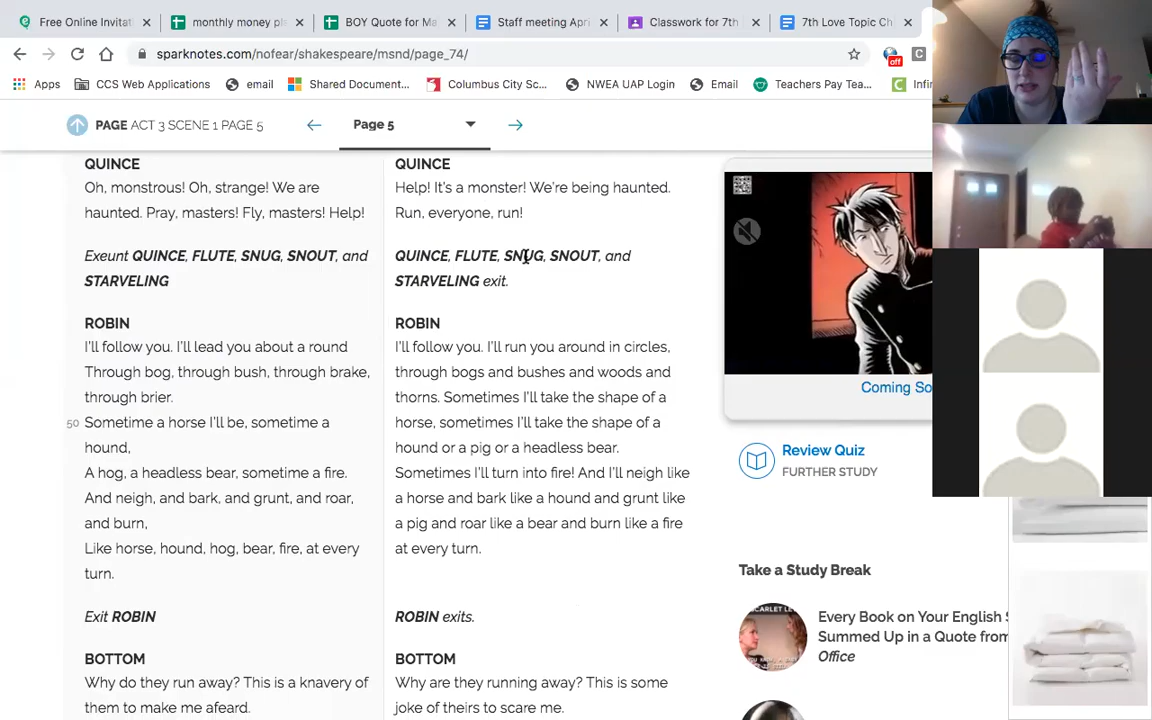 Free Online Invitat
monthly money pl
BOY Quote for Ma
Staff meeting Apri
Classwork for 7th
7th Love Topic Ch
sparknotes.com/nofear/shakespeare/msnd/page_74/
off
C
Apps
CCS Web Applications
email
Shared Document...
Columbus City Sc...
NWEA UAP Login
Email
Teachers Pay Tea...
Infin
PAGE ACT 3 SCENE 1 PAGE 5
Page 5
QUINCE
Oh, monstrous! Oh, strange! We are
haunted. Pray, masters! Fly, masters! Help!
Exeunt QUINCE, FLUTE, SNUG, SNOUT, and
STARVELING
ROBIN
I'll follow you. I'll lead you about a round
Through bog, through bush, through brake,
through brier.
50 Sometime a horse I'll be, sometime a
hound,
A hog, a headless bear, sometime a fire.
And neigh, and bark, and grunt, and roar,
and burn,
Like horse, hound, hog, bear, fire, at every
turn.
Exit ROBIN
BOTTOM
Why do they run away? This is a knavery of
them to make me afeard.
QUINCE
Help! It's a monster! We're being haunted.
Run, everyone, run!
QUINCE, FLUTE, SNUG, SNOUT, and
STARVELING exit.
ROBIN
I'll follow you. I'll run you around in circles,
through bogs and bushes and woods and
thorns. Sometimes I'll take the shape of a
horse, sometimes I'll take the shape of a
hound or a pig or a headless bear.
Sometimes I'll turn into fire! And I'll neigh like
a horse and bark like a hound and grunt like
a pig and roar like a bear and burn like a fire
at every turn.
ROBIN exits.
BOTTOM
Why are they running away? This is some
joke of theirs to scare me.
Coming So
Review Quiz
FURTHER STUDY
Take a Study Break
SCARLET LE
Every Book on Your English S
Summed Up in a Quote from
Office